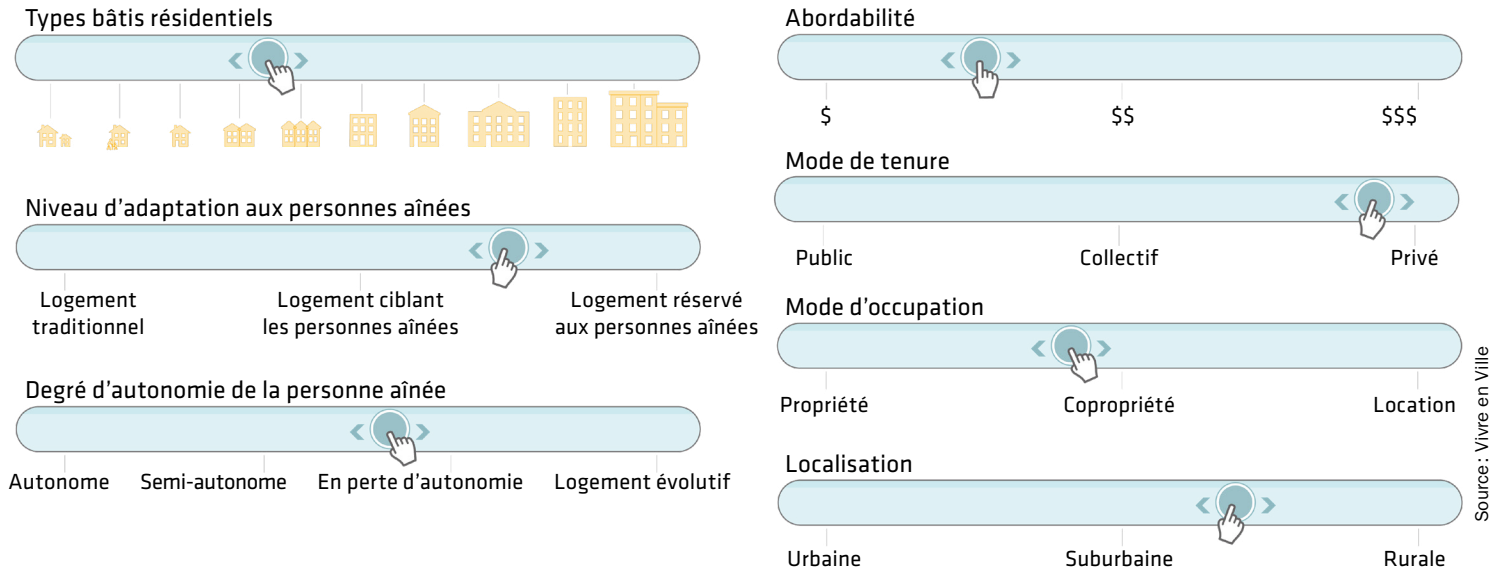 Types bâtis résidentiels
Niveau d'adaptation aux personnes aînées
Logement
traditionnel
Logement ciblant
les personnes aînées
Logement réservé
aux personnes aînées
Degré d'autonomie de la personne aînée
Autonome
Semi-autonome
En perte d'autonomie
Logement évolutif
Abordabilité
$
$$
$$$
Mode de tenure
Public
Collectif
Privé
Mode d'occupation
Propriété
Copropriété
Location
Localisation
Urbaine
Suburbaine
Rurale
Source: Vivre en Ville